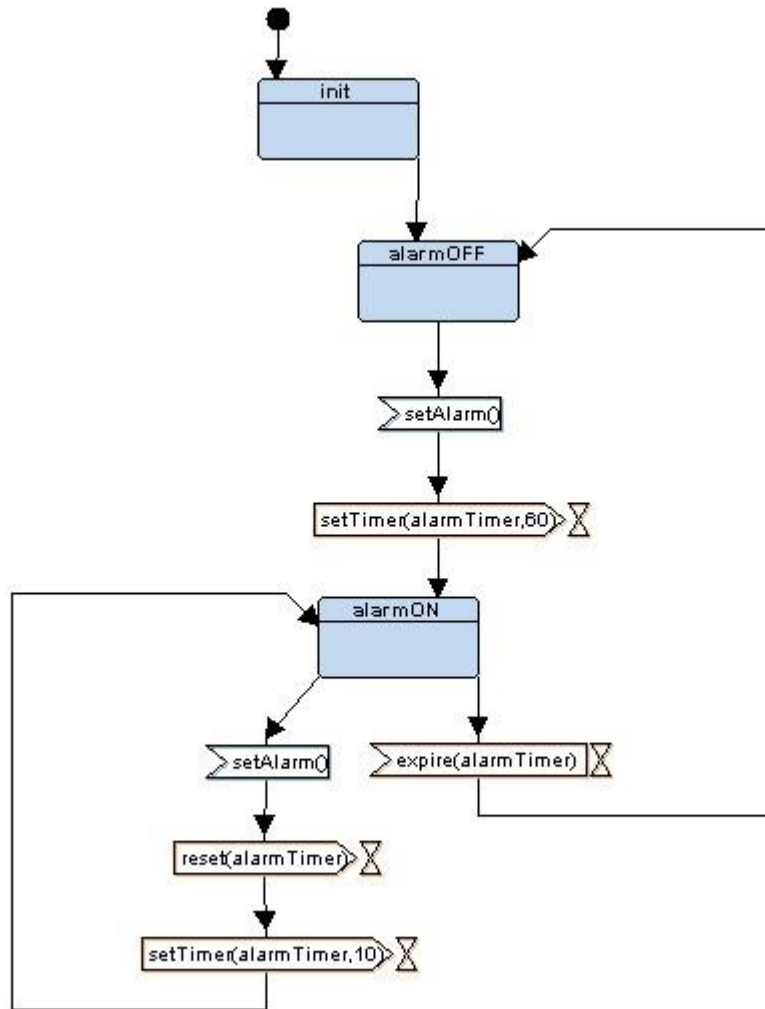 init
alarmOFF
setAlarm()
setTimer(alarmTimer,60)
alarmON
setAlarm()
expire(alarmTimer)
reset(alarmTimer)
setTimer(alarmTimer,10)